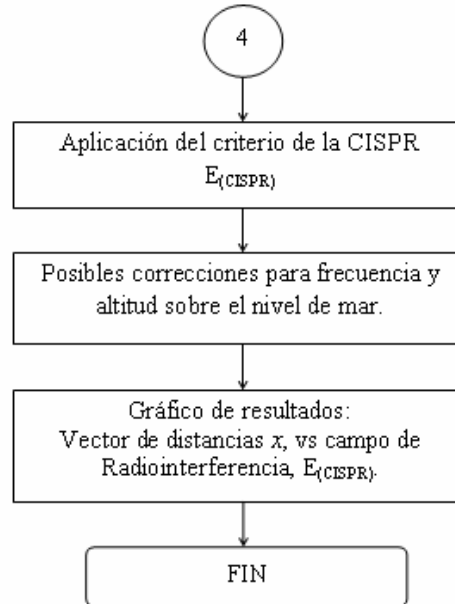 4
Aplicación del criterio de la CISPR
E(CISPR)
Posibles correcciones para frecuencia y
altitud sobre el nivel de mar.
Gráfico de resultados:
Vector de distancias x, vs campo de
Radiointerferencia, E(CISPR).
FIN